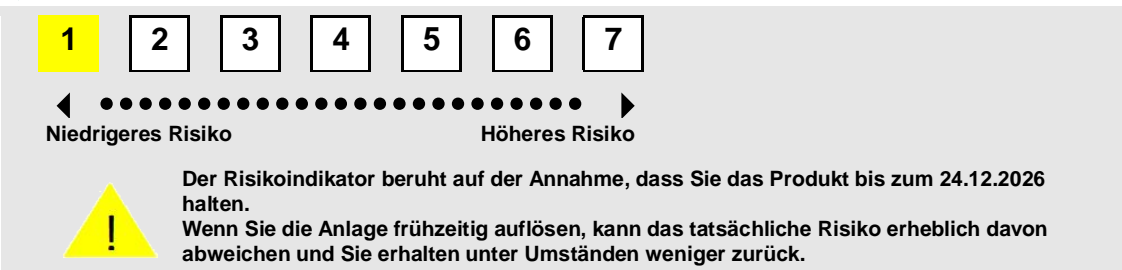 1 2 3 4 5 6 7
Niedrigeres Risiko Höheres Risiko
Der Risikoindikator beruht auf der Annahme, dass Sie das Produkt bis zum 24.12.2026
halten.
Wenn Sie die Anlage frühzeitig auflösen, kann das tatsächliche Risiko erheblich davon
abweichen und Sie erhalten unter Umständen weniger zurück.
!